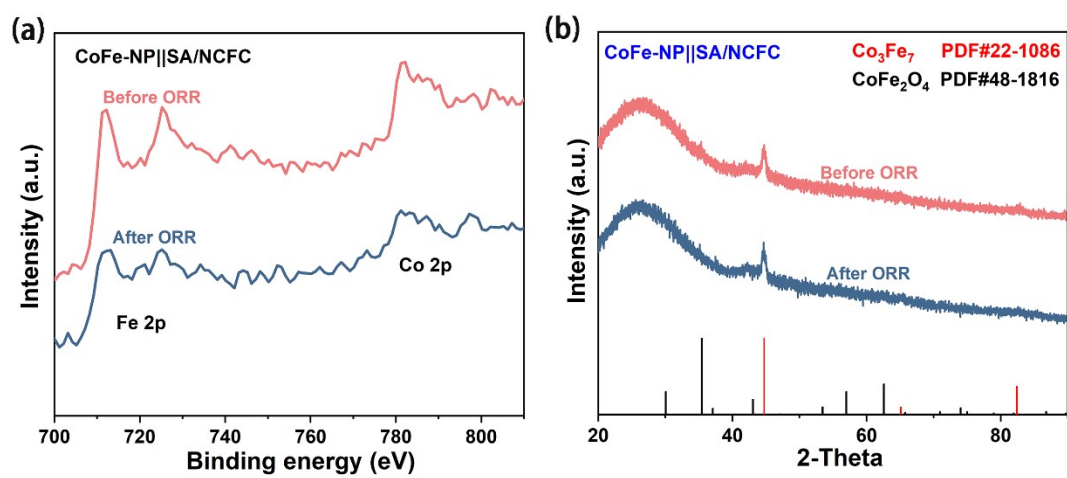 (a)
CoFe-NP||SA/NCFC
Before ORR
After ORR
Co 2p
Fe 2p
Intensity (a.u.)
700 720 740 760 780 800
Binding energy (eV)
(b)
CoFe-NP||SA/NCFC
Co₃Fe₇ PDF#22-1086
CoFe₂O₄ PDF#48-1816
Before ORR
After ORR
Intensity (a.u.)
20 40 60 80
2-Theta